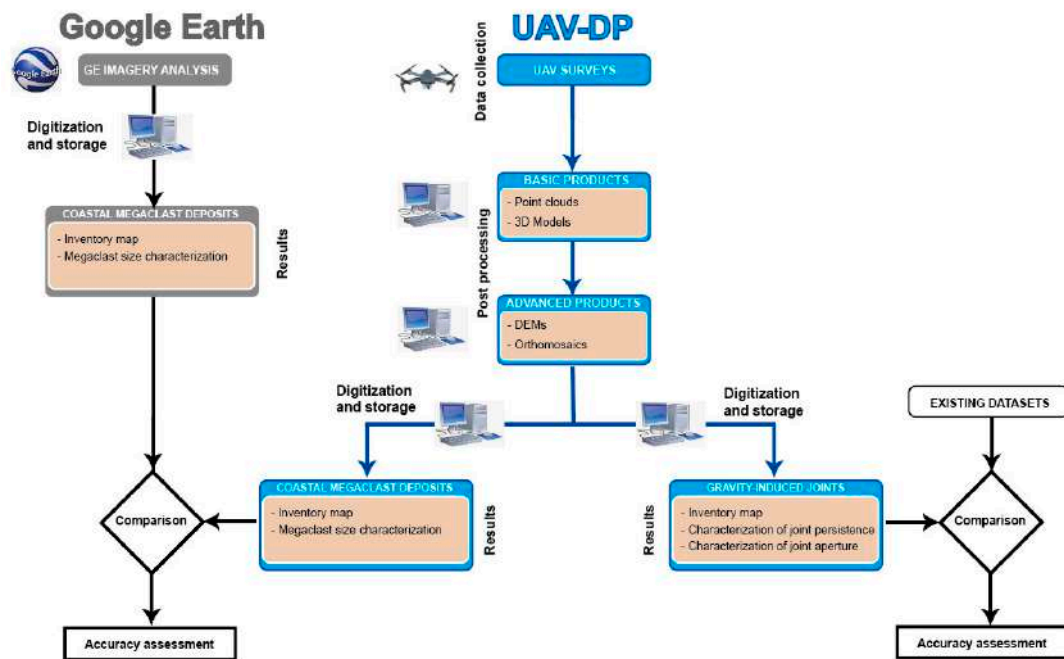 Google Earth
UAV-DP
Google Earth
GE IMAGERY ANALYSIS
UAV SURVEYS
Data collection
Digitization
and storage
BASIC PRODUCTS
- Point clouds
- 3D Models
COASTAL MEGACLAST DEPOSITS
- Inventory map
- Megaclast size characterization
Results
Post processing
ADVANCED PRODUCTS
- DEMs
- Orthomosaics
Digitization
and storage
Digitization
and storage
EXISTING DATASETS
COASTAL MEGACLAST DEPOSITS
- Inventory map
- Megaclast size characterization
Results
Results
GRAVITY-INDUCED JOINTS
- Inventory map
- Characterization of joint persistence
- Characterization of joint aperture
Comparison
Comparison
Accuracy assessment
Accuracy assessment